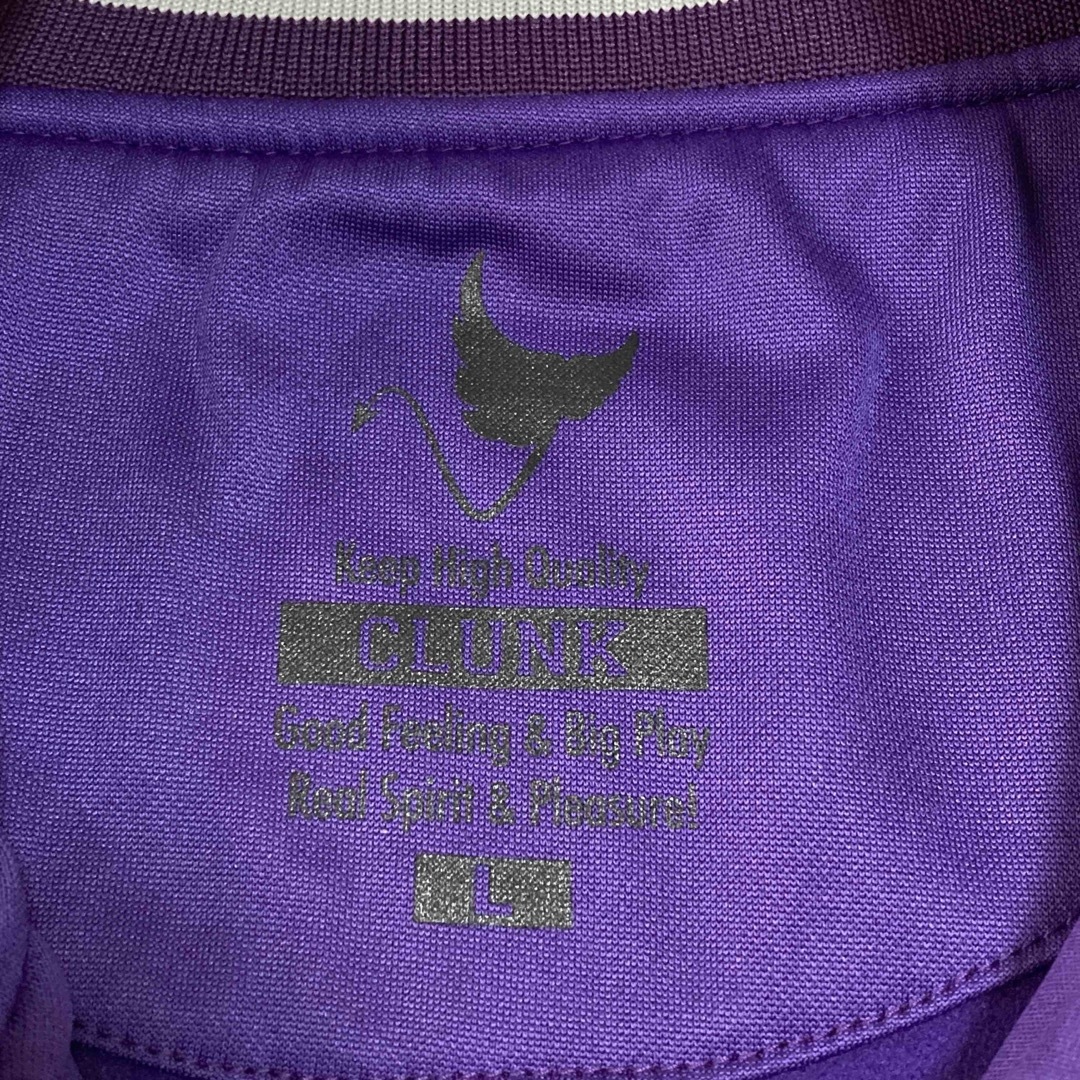 Keep High Quality
CLUNK
Good Feeling & Big Play
Real Spirit & Pleasure!
L